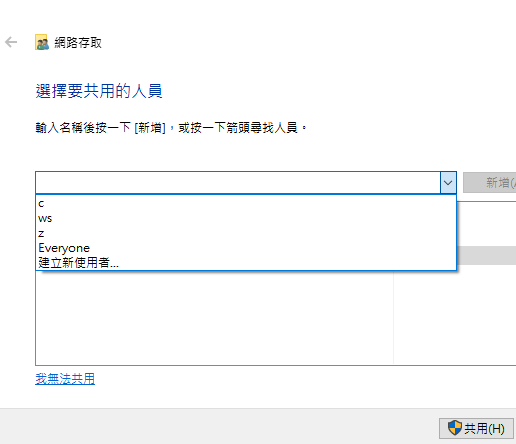 網路存取
選擇要共用的人員
輸入名稱後按一下 [新增]，或按一下箭頭尋找人員。
新增(
c
ws
z
Everyone
建立新使用者...
我無法共用
共用(H)